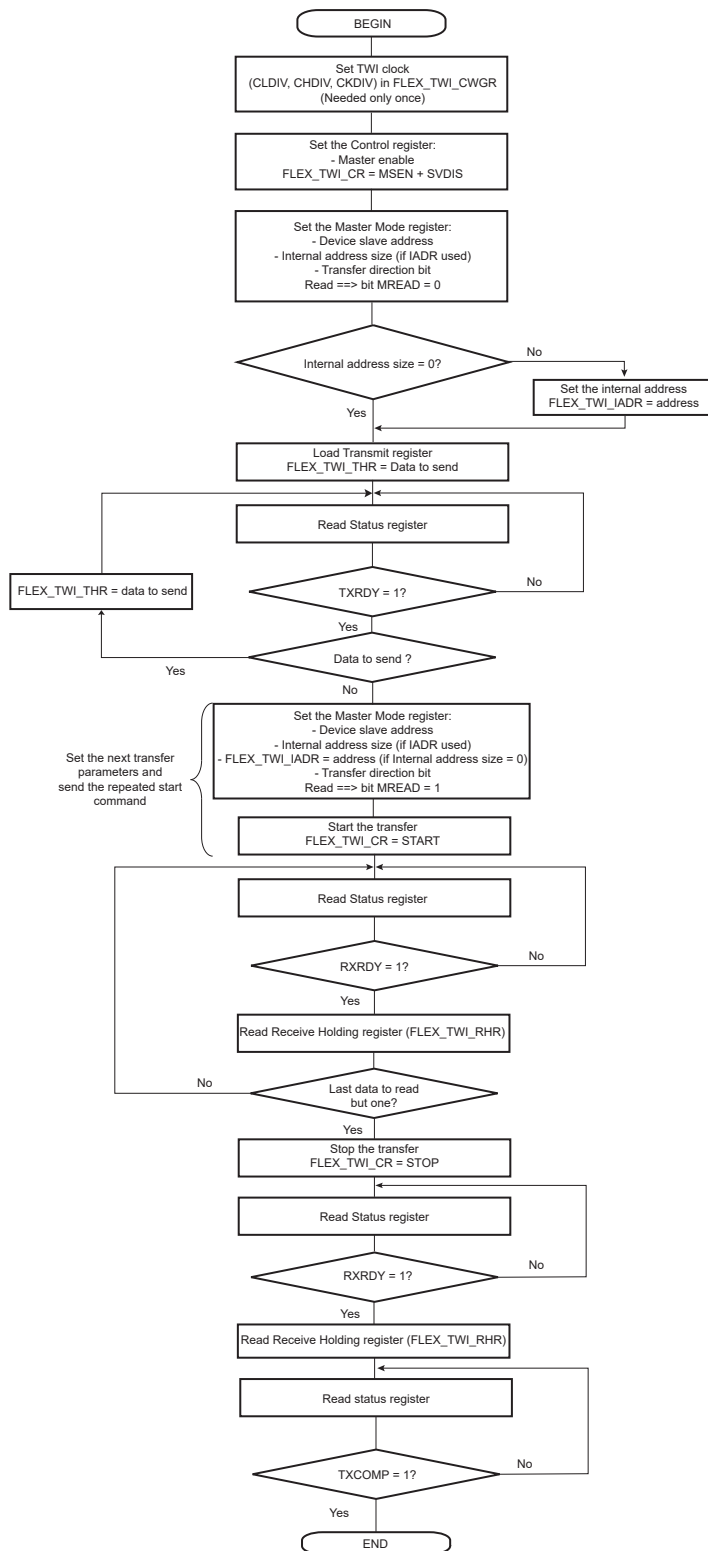 BEGIN
Set TWI clock
(CLDIV, CHDIV, CKDIV) in FLEX_TWI_CWGR
(Needed only once)
Set the Control register:
- Master enable
FLEX_TWI_CR = MSEN + SVDIS
Set the Master Mode register:
- Device slave address
- Internal address size (if IADR used)
- Transfer direction bit
Read ==> bit MREAD = 0
Internal address size = 0?
No
Set the internal address
FLEX_TWI_IADR = address
Yes
Load Transmit register
FLEX_TWI_THR = Data to send
Read Status register
FLEX_TWI_THR = data to send
TXRDY = 1?
No
Yes
Data to send ?
Yes
No
Set the next transfer
parameters and
send the repeated start
command
Set the Master Mode register:
- Device slave address
- Internal address size (if IADR used)
- FLEX_TWI_IADR = address (if Internal address size = 0)
- Transfer direction bit
Read ==> bit MREAD = 1
Start the transfer
FLEX_TWI_CR = START
Read Status register
RXRDY = 1?
No
Yes
Read Receive Holding register (FLEX_TWI_RHR)
No
Last data to read
but one?
Yes
Stop the transfer
FLEX_TWI_CR = STOP
Read Status register
RXRDY = 1?
No
Yes
Read Receive Holding register (FLEX_TWI_RHR)
Read status register
TXCOMP = 1?
No
Yes
END